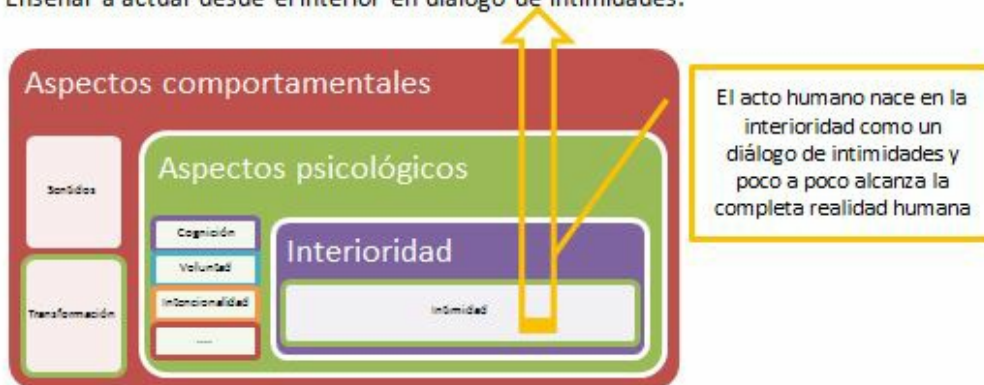 Enseñar a actuar desde el interior en diálogo de intimidades.
Aspectos comportamentales
Sentidos
Transformación
Aspectos psicológicos
Cognición
Voluntad
Intencionalidad
....
Interioridad
Intimidad
El acto humano nace en la
interioridad como un
diálogo de intimidades y
poco a poco alcanza la
completa realidad humana